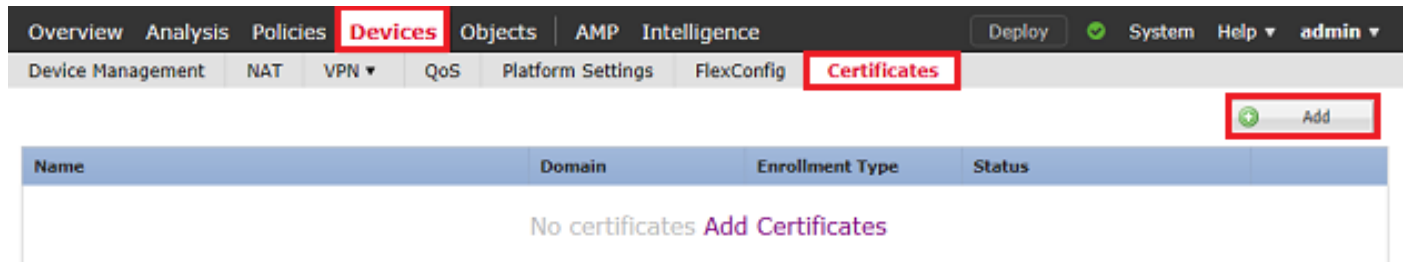 Overview Analysis Policies Devices Objects AMP Intelligence Deploy System Help ▾ admin ▾
Device Management NAT VPN ▾ QoS Platform Settings FlexConfig Certificates
Add
Name Domain Enrollment Type Status
No certificates Add Certificates